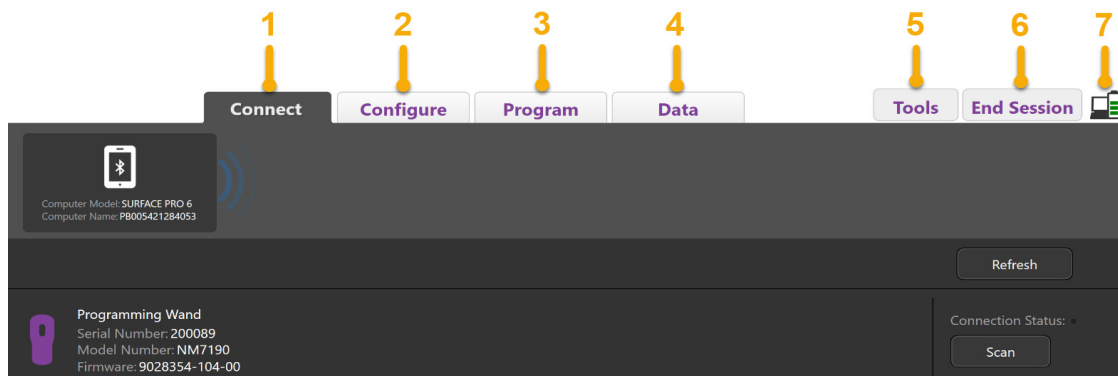 1 2 3 4 5 6 7
Connect Configure Program Data Tools End Session
Computer Model: SURFACE PRO 6
Computer Name: PB005421284053
Refresh
Programming Wand
Serial Number: 200089
Model Number: NM7190
Firmware: 9028354-104-00
Connection Status:
Scan